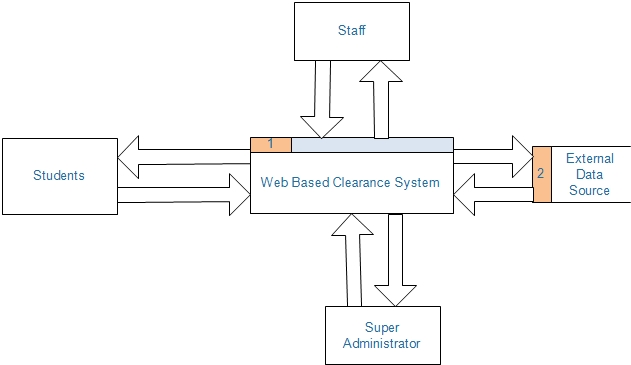 Staff
1
Web Based Clearance System
Students
2
External
Data
Source
Super
Administrator